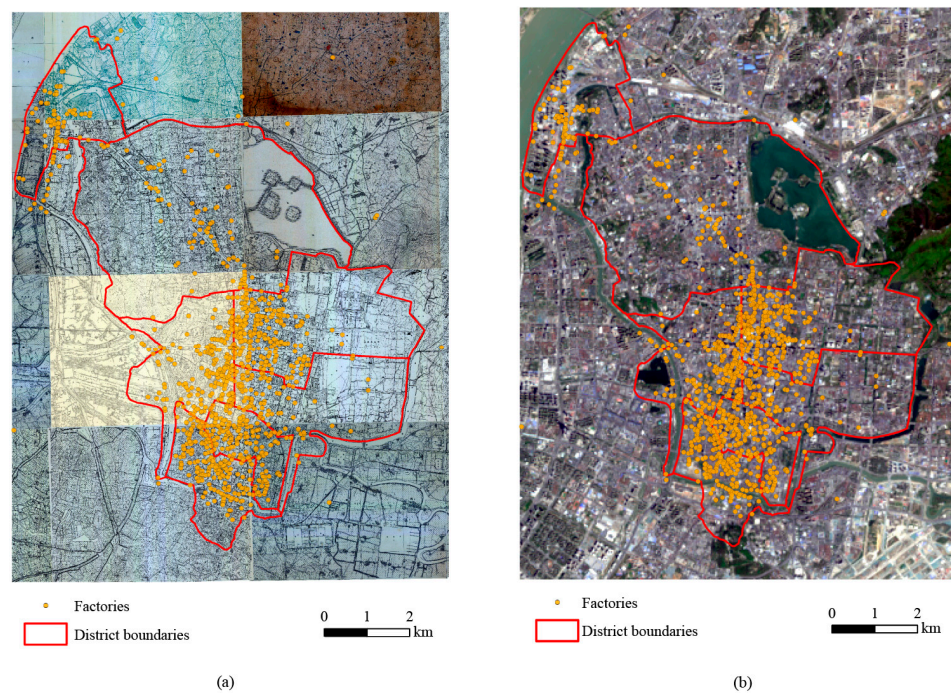 Factories
District boundaries
0 1 2
km
(a)
Factories
District boundaries
0 1 2
km
(b)